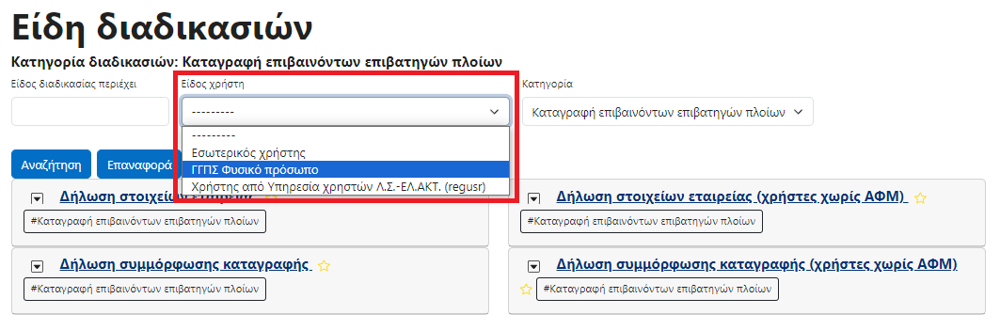 Είδη διαδικασιών
Κατηγορία διαδικασιών: Καταγραφή επιβαινόντων επιβατηγών πλοίων
Είδος διαδικασίας περιέχει
Είδος χρήστη
Κατηγορία
---------
Καταγραφή επιβαινόντων επιβατηγών πλοίων
---------
Εσωτερικός χρήστης
ΓΓΠΣ Φυσικό πρόσωπο
Χρήστης από Υπηρεσία χρηστών Λ.Σ.-ΕΛ.ΑΚΤ. (regusr)
Αναζήτηση
Επαναφορά
Δήλωση στοιχείων εταιρείας
#Καταγραφή επιβαινόντων επιβατηγών πλοίων
Δήλωση στοιχείων εταιρείας (χρήστες χωρίς ΑΦΜ)
#Καταγραφή επιβαινόντων επιβατηγών πλοίων
Δήλωση συμμόρφωσης καταγραφής
#Καταγραφή επιβαινόντων επιβατηγών πλοίων
Δήλωση συμμόρφωσης καταγραφής (χρήστες χωρίς ΑΦΜ)
#Καταγραφή επιβαινόντων επιβατηγών πλοίων